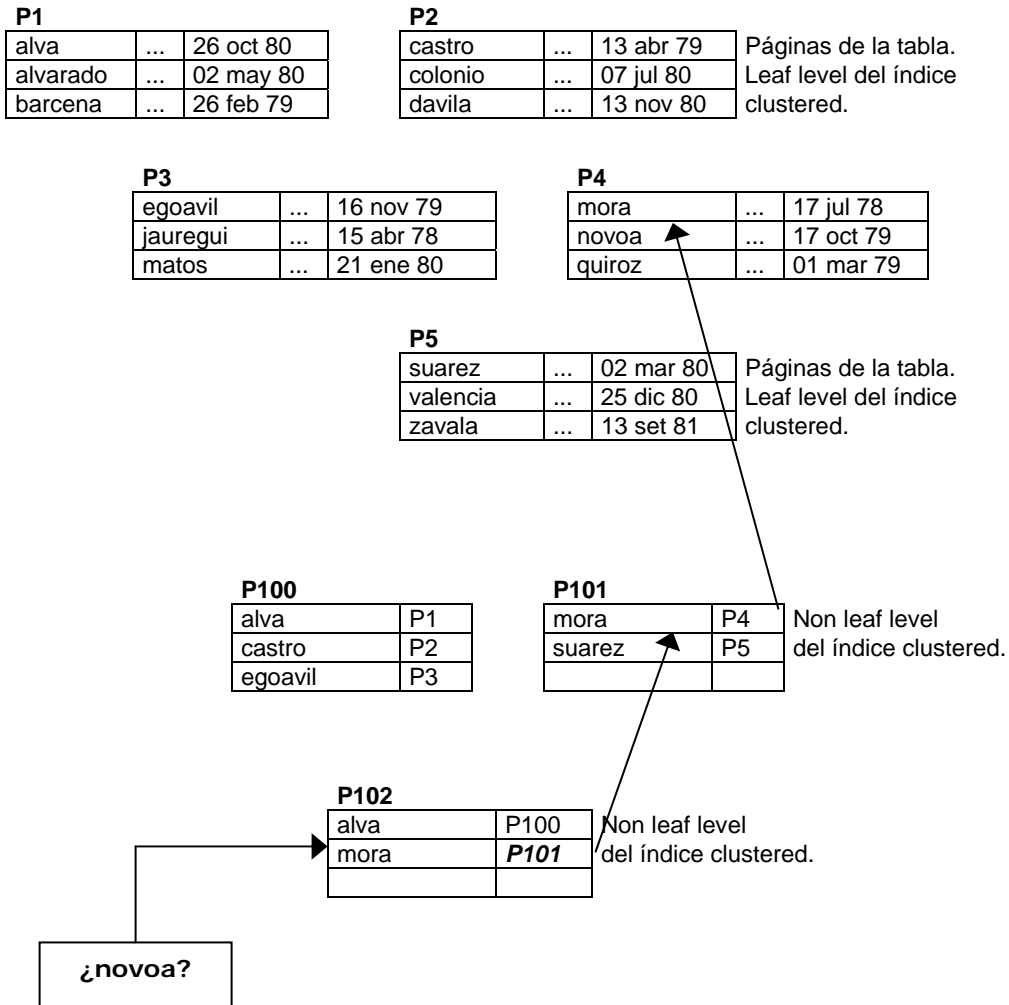 P1
alva ... 26 oct 80
alvarado ... 02 may 80
barcena ... 26 feb 79
P2
castro ... 13 abr 79
colonio ... 07 jul 80
davila ... 13 nov 80
Páginas de la tabla.
Leaf level del índice
clustered.
P3
egoavil ... 16 nov 79
jauregui ... 15 abr 78
matos ... 21 ene 80
P4
mora ... 17 jul 78
novoa ... 17 oct 79
quiroz ... 01 mar 79
P5
suarez ... 02 mar 80
valencia ... 25 dic 80
zavala ... 13 set 81
Páginas de la tabla.
Leaf level del índice
clustered.
P100
alva P1
castro P2
egoavil P3
P101
mora P4
suarez P5
Non leaf level
del índice clustered.
P102
alva P100
mora P101
Non leaf level
del índice clustered.
¿novoa?